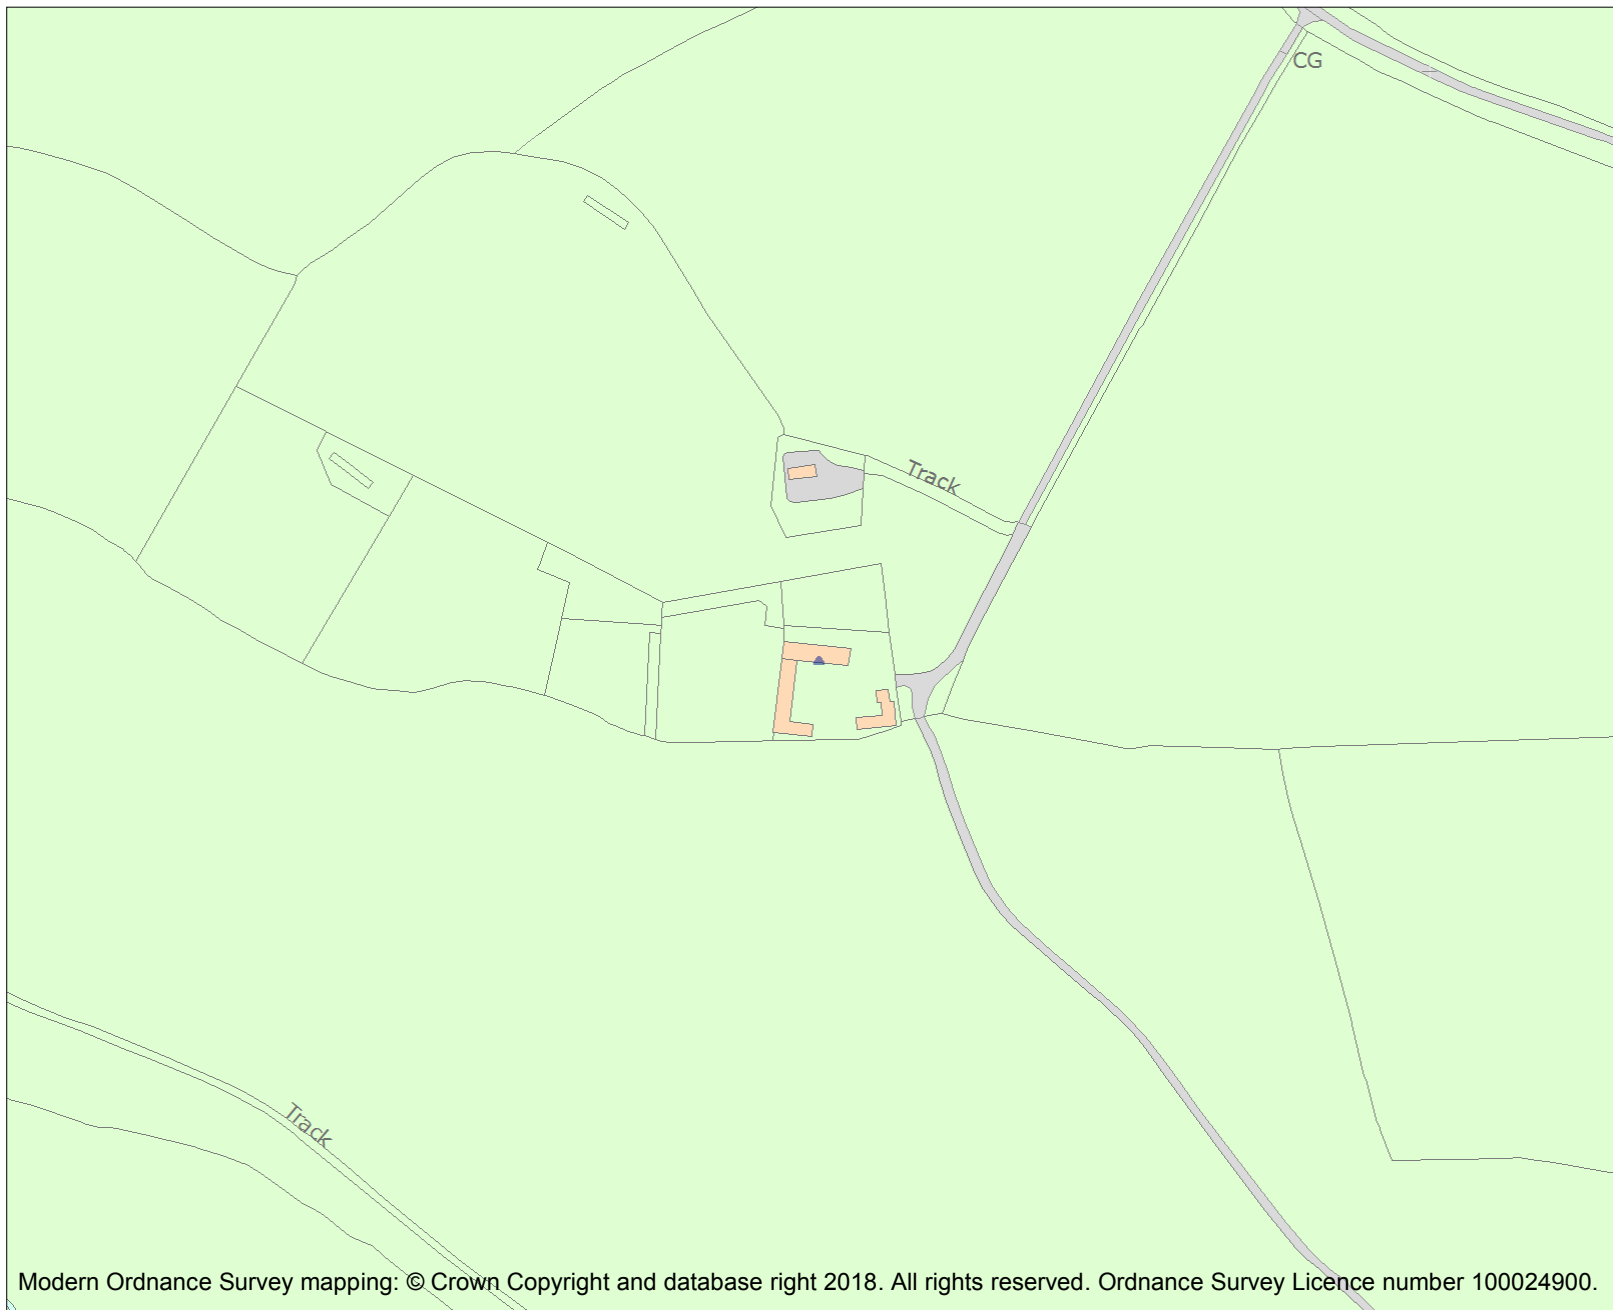 CG
Track
Track
Modern Ordnance Survey mapping: © Crown Copyright and database right 2018. All rights reserved. Ordnance Survey Licence number 100024900.